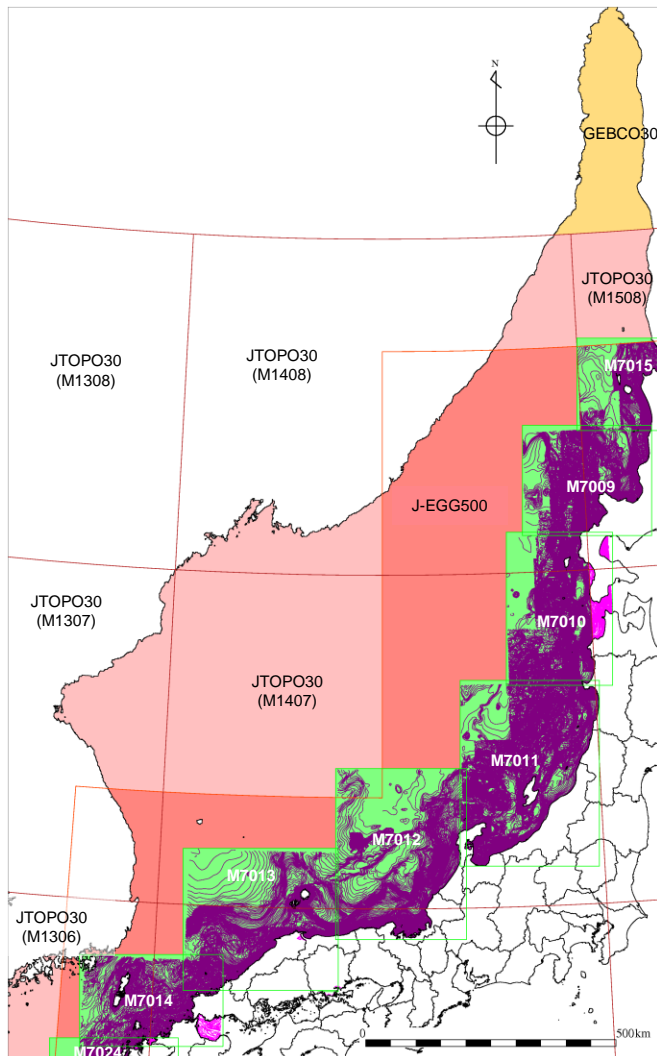 N
GEBCO30
JTOPO30
(M1508)
JTOPO30
(M1308)
JTOPO30
(M1408)
M7015
M7009
J-EGG500
JTOPO30
(M1307)
M7010
JTOPO30
(M1407)
M7011
M7012
M7013
JTOPO30
(M1306)
M7014
M7024
0
500km